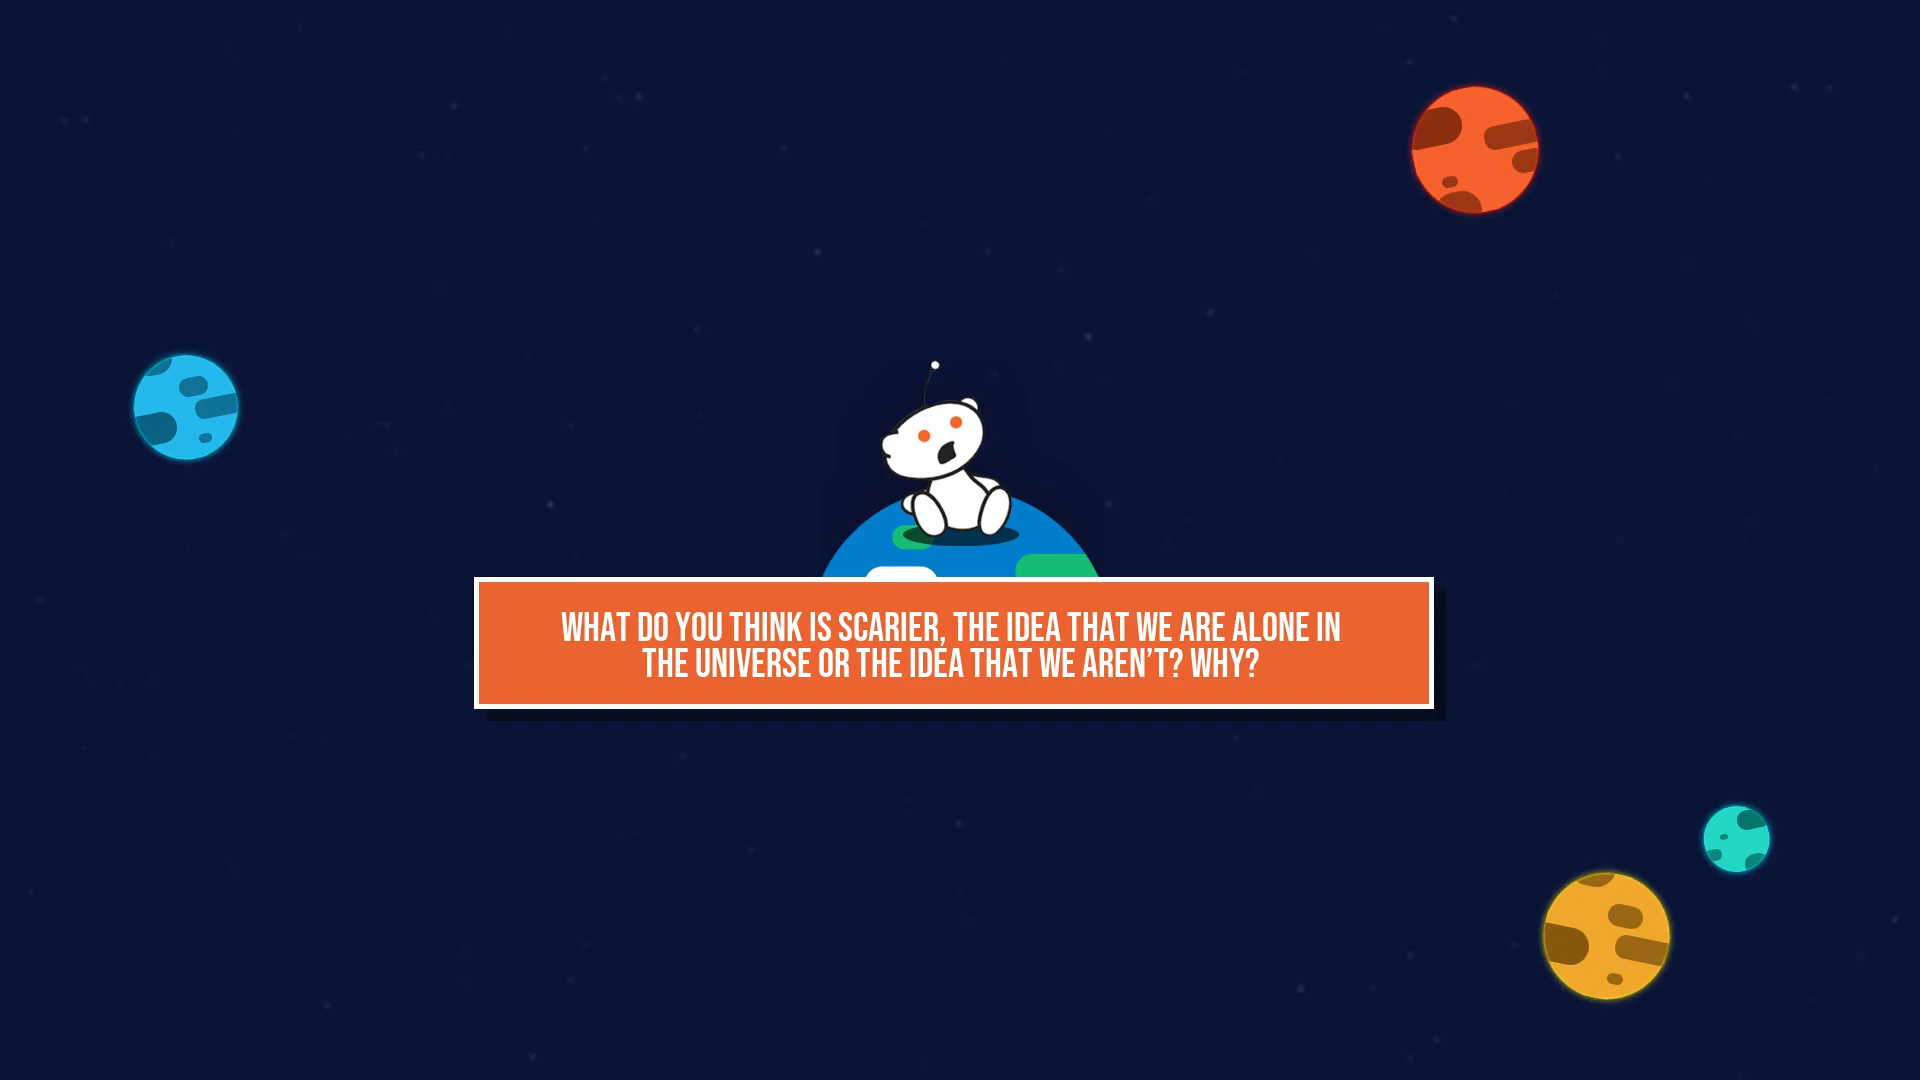 WHAT DO YOU THINK IS SCARIER, THE IDEA THAT WE ARE ALONE IN
THE UNIVERSE OR THE IDEA THAT WE AREN’T? WHY?